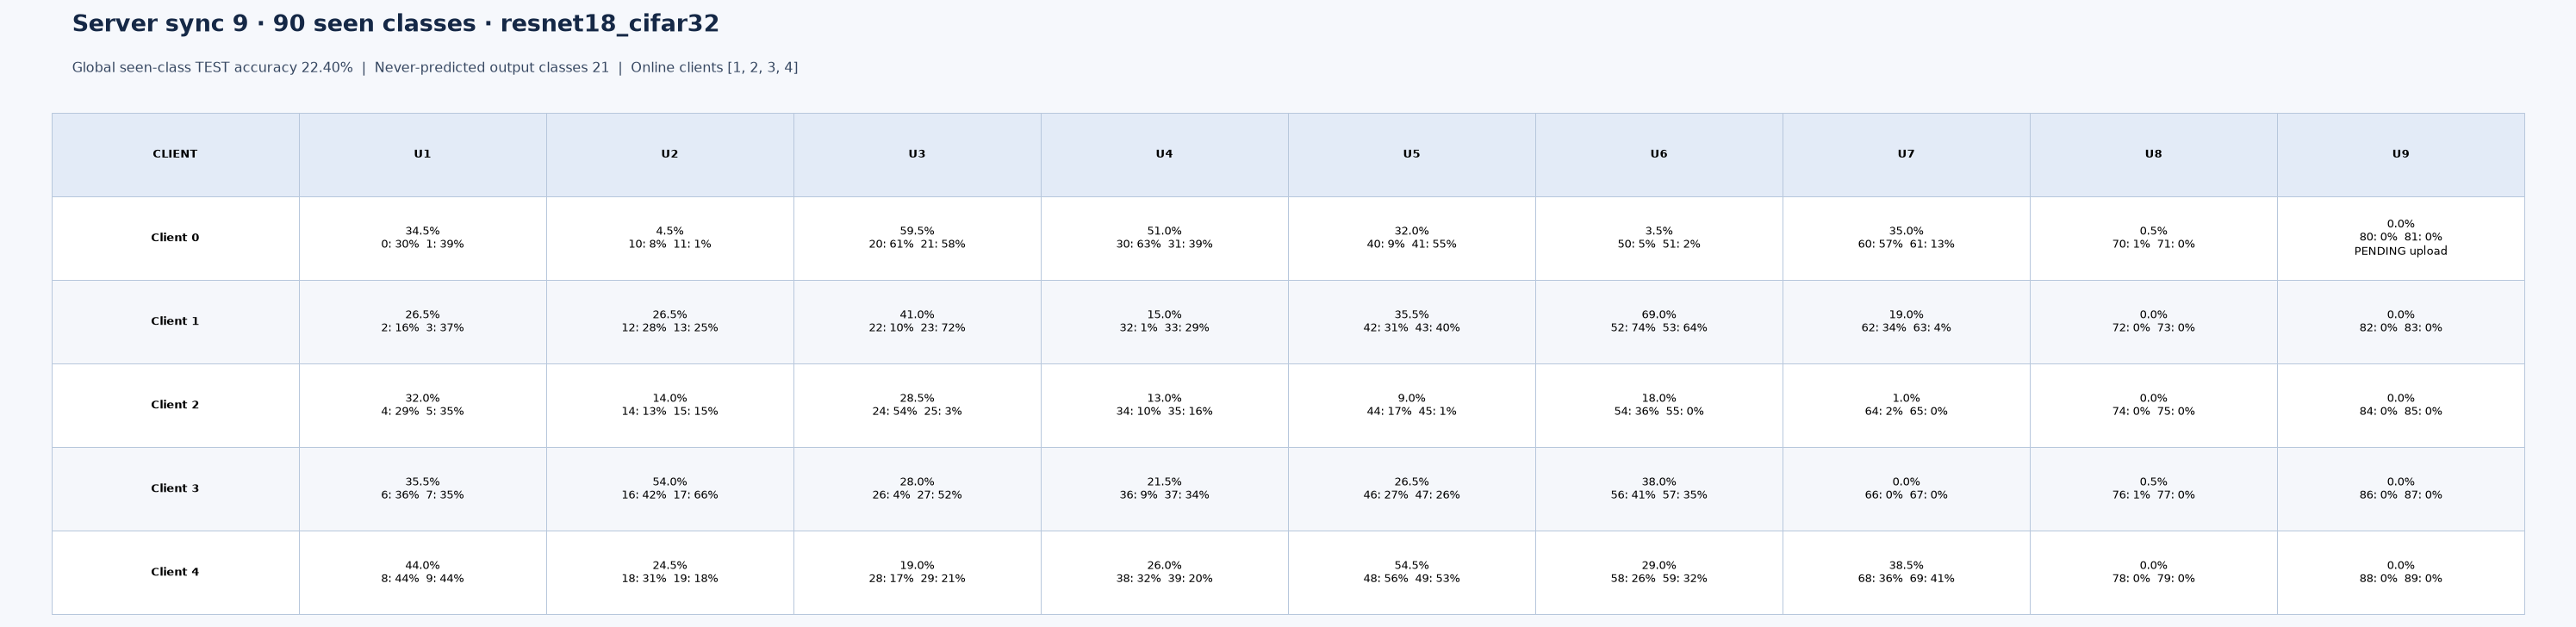 Server sync 9 · 90 seen classes · resnet18_cifar32
Global seen-class TEST accuracy 22.40% | Never-predicted output classes 21 | Online clients [1, 2, 3, 4]
CLIENT U1 U2 U3 U4 U5 U6 U7 U8 U9
Client 0
34.5%
0: 30% 1: 39%
4.5%
10: 8% 11: 1%
59.5%
20: 61% 21: 58%
51.0%
30: 63% 31: 39%
32.0%
40: 9% 41: 55%
3.5%
50: 5% 51: 2%
35.0%
60: 57% 61: 13%
0.5%
70: 1% 71: 0%
0.0%
80: 0% 81: 0%
PENDING upload
Client 1
26.5%
2: 16% 3: 37%
26.5%
12: 28% 13: 25%
41.0%
22: 10% 23: 72%
15.0%
32: 1% 33: 29%
35.5%
42: 31% 43: 40%
69.0%
52: 74% 53: 64%
19.0%
62: 34% 63: 4%
0.0%
72: 0% 73: 0%
0.0%
82: 0% 83: 0%
Client 2
32.0%
4: 29% 5: 35%
14.0%
14: 13% 15: 15%
28.5%
24: 54% 25: 3%
13.0%
34: 10% 35: 16%
9.0%
44: 17% 45: 1%
18.0%
54: 36% 55: 0%
1.0%
64: 2% 65: 0%
0.0%
74: 0% 75: 0%
0.0%
84: 0% 85: 0%
Client 3
35.5%
6: 36% 7: 35%
54.0%
16: 42% 17: 66%
28.0%
26: 4% 27: 52%
21.5%
36: 9% 37: 34%
26.5%
46: 27% 47: 26%
38.0%
56: 41% 57: 35%
0.0%
66: 0% 67: 0%
0.5%
76: 1% 77: 0%
0.0%
86: 0% 87: 0%
Client 4
44.0%
8: 44% 9: 44%
24.5%
18: 31% 19: 18%
19.0%
28: 17% 29: 21%
26.0%
38: 32% 39: 20%
54.5%
48: 56% 49: 53%
29.0%
58: 26% 59: 32%
38.5%
68: 36% 69: 41%
0.0%
78: 0% 79: 0%
0.0%
88: 0% 89: 0%